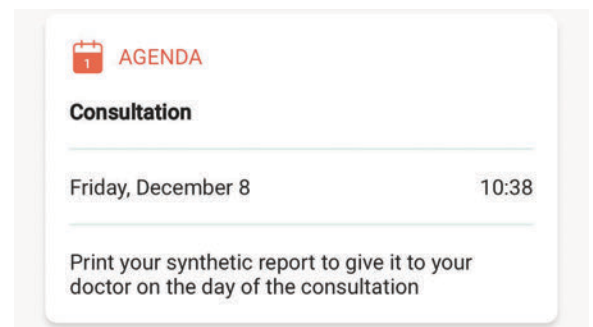 1 AGENDA
Consultation
Friday, December 8 10:38
Print your synthetic report to give it to your
doctor on the day of the consultation